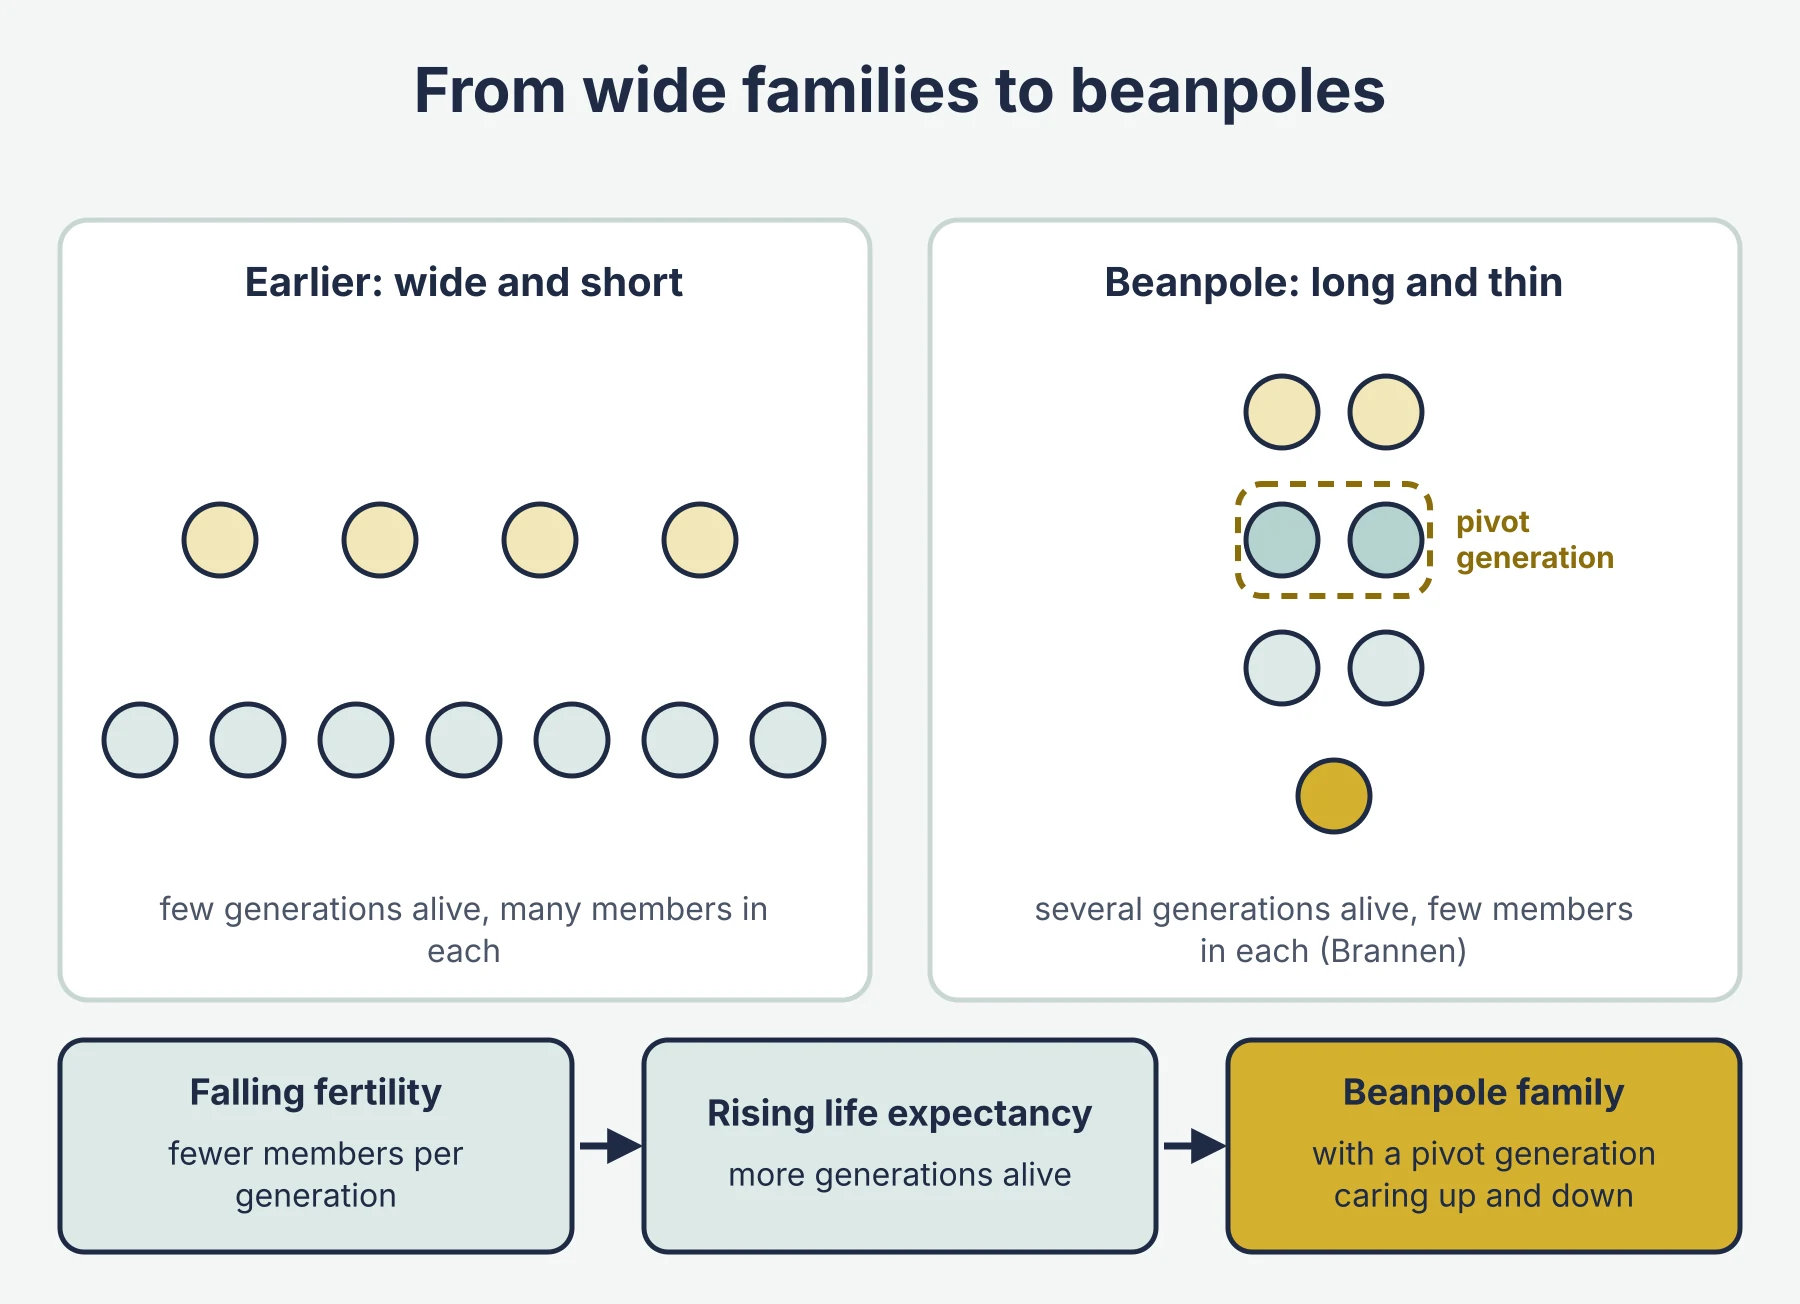 From wide families to beanpoles
Earlier: wide and short
few generations alive, many members in
each
Beanpole: long and thin
pivot
generation
several generations alive, few members
in each (Brannen)
Falling fertility
fewer members per
generation
Rising life expectancy
more generations alive
Beanpole family
with a pivot generation
caring up and down